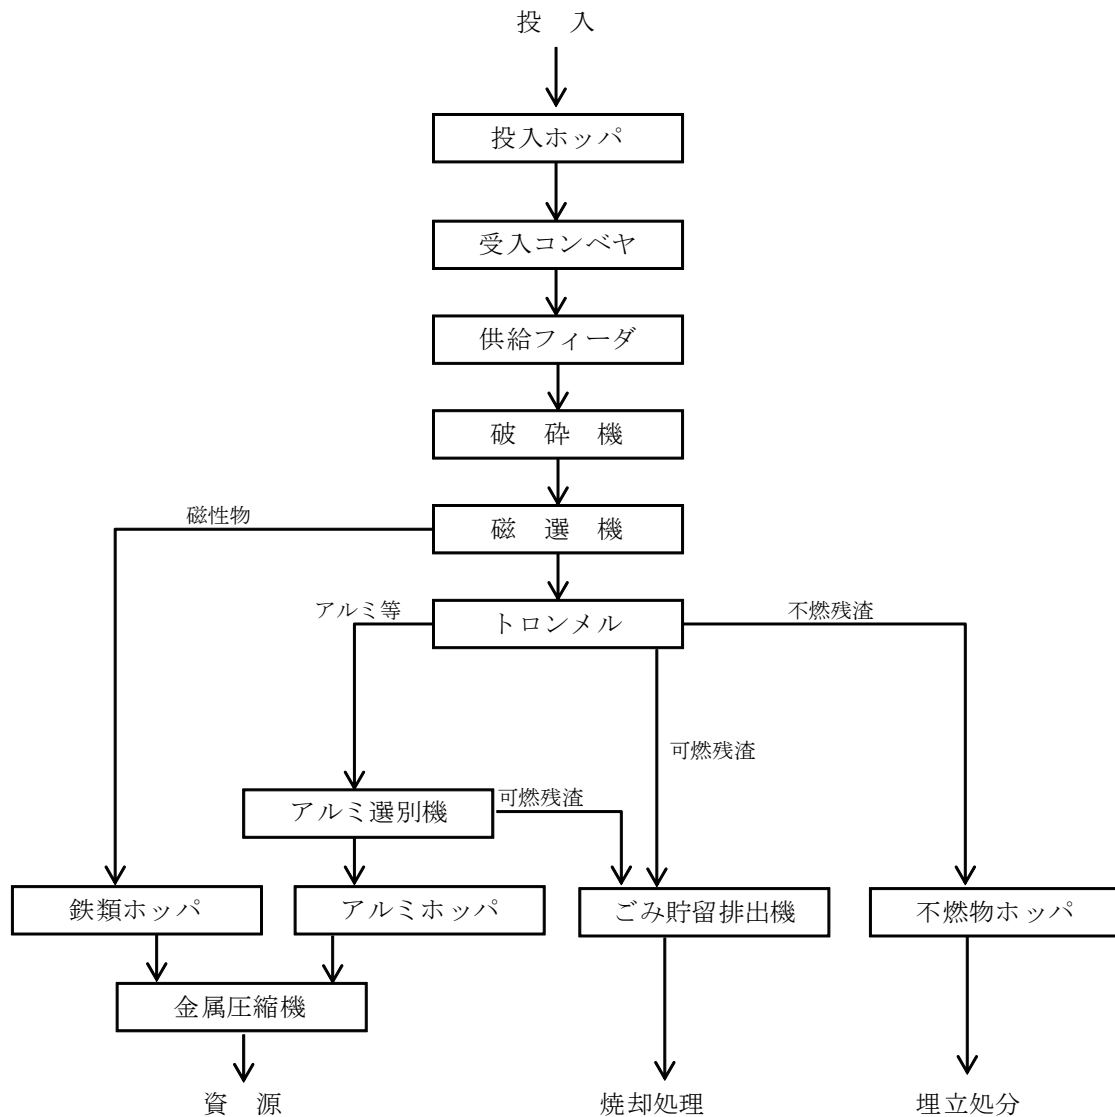 投　入
投入ホッパ
受入コンベヤ
供給フィーダ
破　砕　機
磁性物
磁　選　機
アルミ等
トロンメル
不燃残渣
可燃残渣
アルミ選別機
可燃残渣
鉄類ホッパ
アルミホッパ
ごみ貯留排出機
不燃物ホッパ
金属圧縮機
資　源
焼却処理
埋立処分